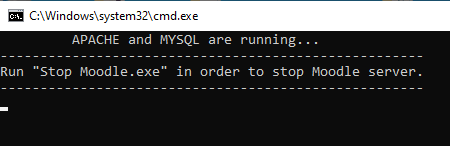 C:\Windows\system32\cmd.exe
APACHE and MYSQL are running...
-----------------------------------------------------
Run "Stop Moodle.exe" in order to stop Moodle server.
-----------------------------------------------------